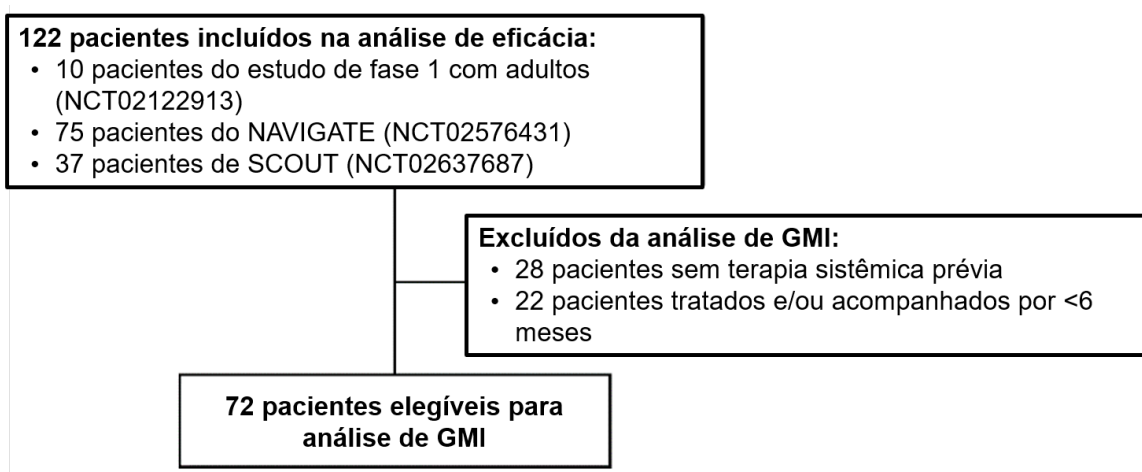 122 pacientes incluídos na análise de eficácia:
• 10 pacientes do estudo de fase 1 com adultos
(NCT02122913)
• 75 pacientes do NAVIGATE (NCT02576431)
• 37 pacientes de SCOUT (NCT02637687)
Excluídos da análise de GMI:
• 28 pacientes sem terapia sistêmica prévia
• 22 pacientes tratados e/ou acompanhados por <6
meses
72 pacientes elegíveis para
análise de GMI